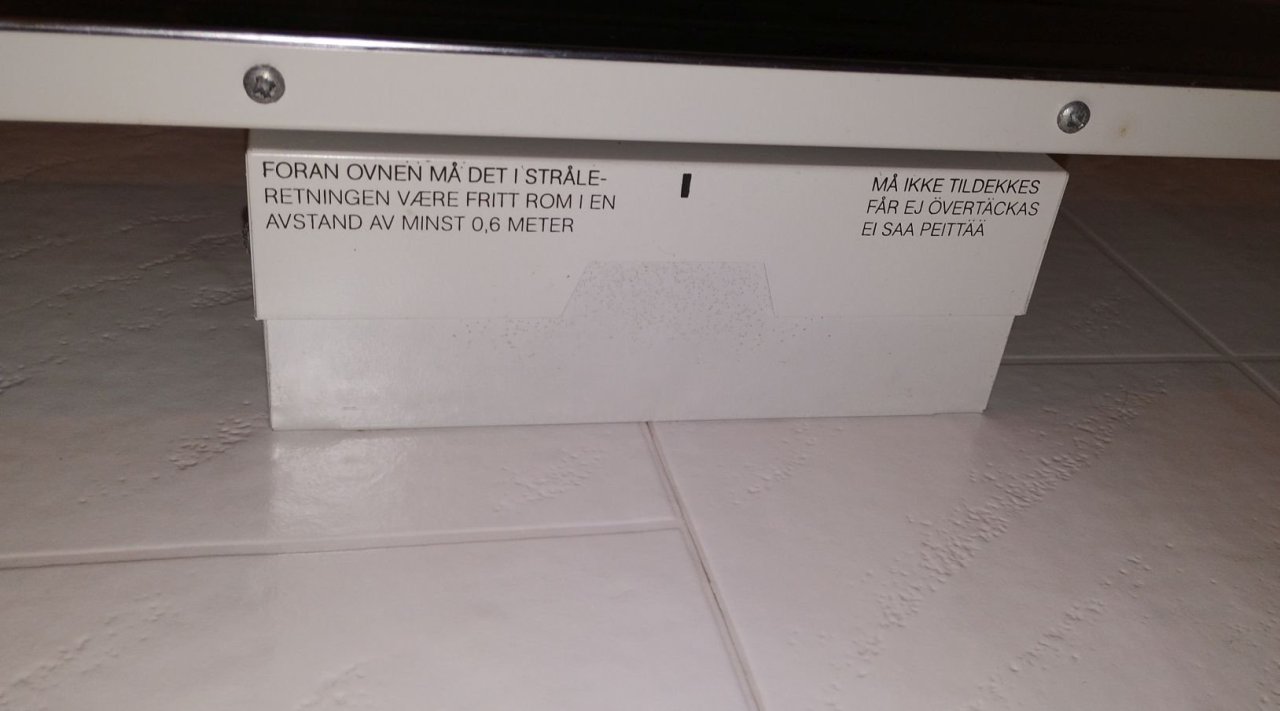 FORAN OVNEN MÅ DET I STRÅLE-
RETNINGEN VÆRE FRITT ROM I EN
AVSTAND AV MINST 0,6 METER
MÅ IKKE TILDEKKES
FÅR EJ ÖVERTÄCKAS
EI SAA PEITTÄÄ